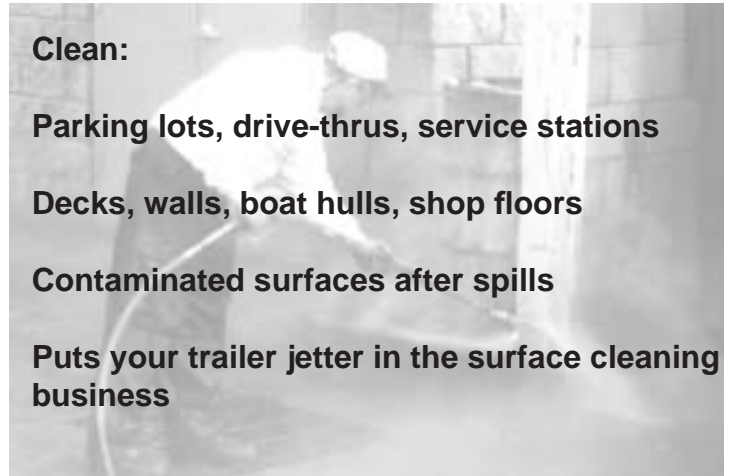 Clean:
Parking lots, drive-thrus, service stations
Decks, walls, boat hulls, shop floors
Contaminated surfaces after spills
Puts your trailer jetter in the surface cleaning
business